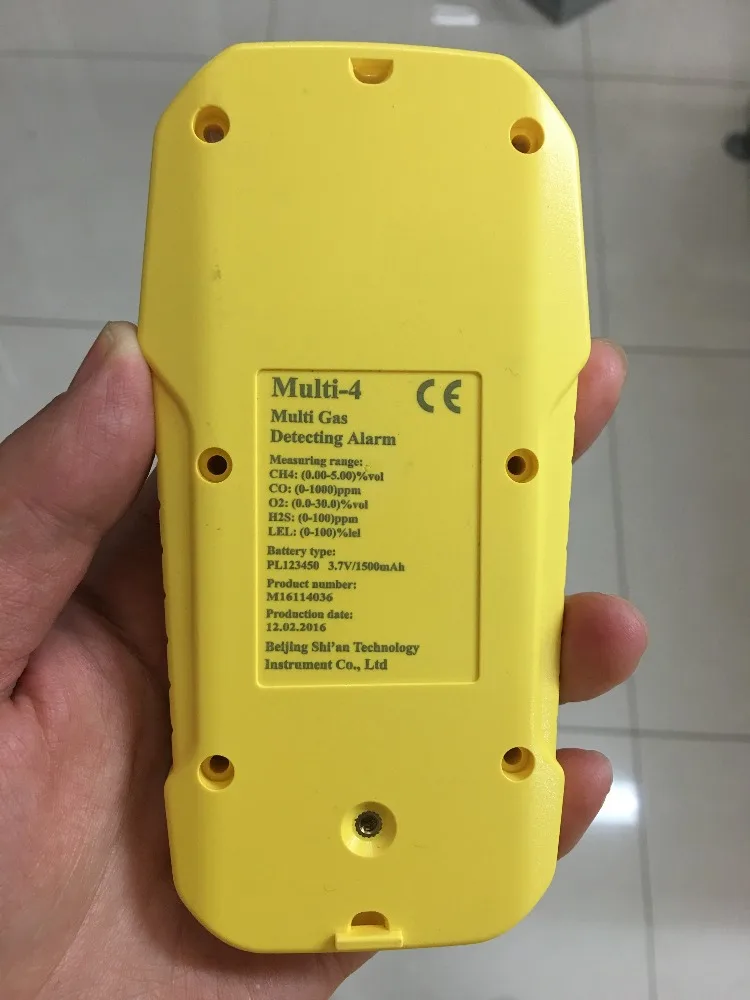 Multi-4 CE
Multi Gas
Detecting Alarm
Measuring range:
CH4: (0.00-5.00)%vol
CO: (0-1000)ppm
O2: (0.0-30.0)%vol
H2S: (0-100)ppm
LEL: (0-100)%lel
Battery type:
PL123450 3.7V/1500mAh
Product number:
M16114036
Production date:
12.02.2016
Beijing Shi'an Technology
Instrument Co., Ltd